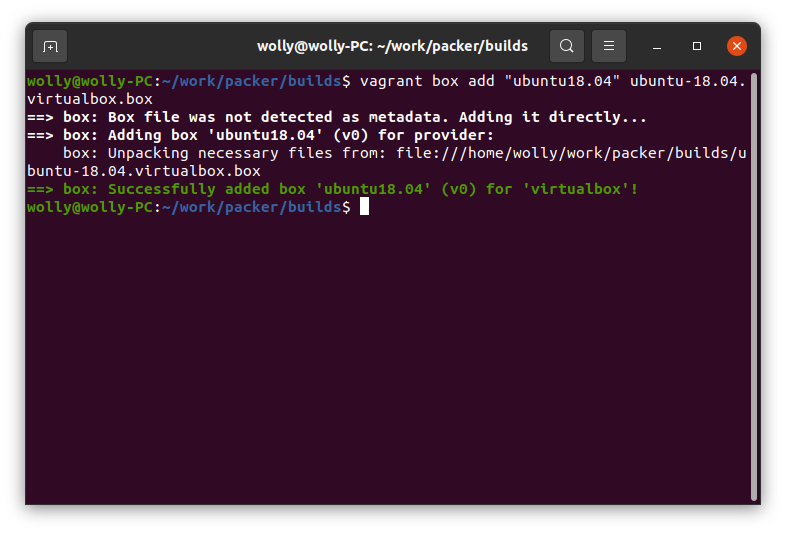 wolly@wolly-PC: ~/work/packer/builds
wolly@wolly-PC:~/work/packer/builds$ vagrant box add "ubuntu18.04" ubuntu-18.04.
virtualbox.box
==> box: Box file was not detected as metadata. Adding it directly...
==> box: Adding box 'ubuntu18.04' (v0) for provider:
    box: Unpacking necessary files from: file:///home/wolly/work/packer/builds/u
buntu-18.04.virtualbox.box
==> box: Successfully added box 'ubuntu18.04' (v0) for 'virtualbox'!
wolly@wolly-PC:~/work/packer/builds$